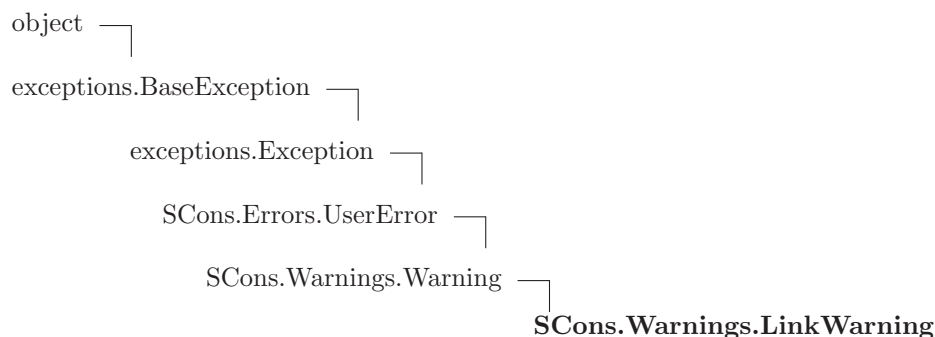 object
exceptions.BaseException
exceptions.Exception
SCons.Errors.UserError
SCons.Warnings.Warning
SCons.Warnings.LinkWarning